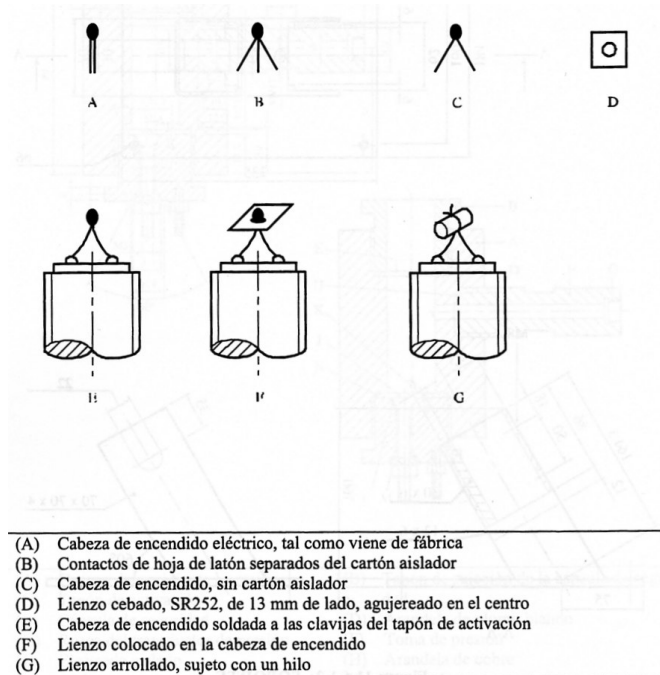 A B C D
E F G
(A) Cabeza de encendido eléctrico, tal como viene de fábrica
(B) Contactos de hoja de latón separados del cartón aislador
(C) Cabeza de encendido, sin cartón aislador
(D) Lienzo cebado, SR252, de 13 mm de lado, agujereado en el centro
(E) Cabeza de encendido soldada a las clavijas del tapón de activación
(F) Lienzo colocado en la cabeza de encendido
(G) Lienzo arrollado, sujeto con un hilo